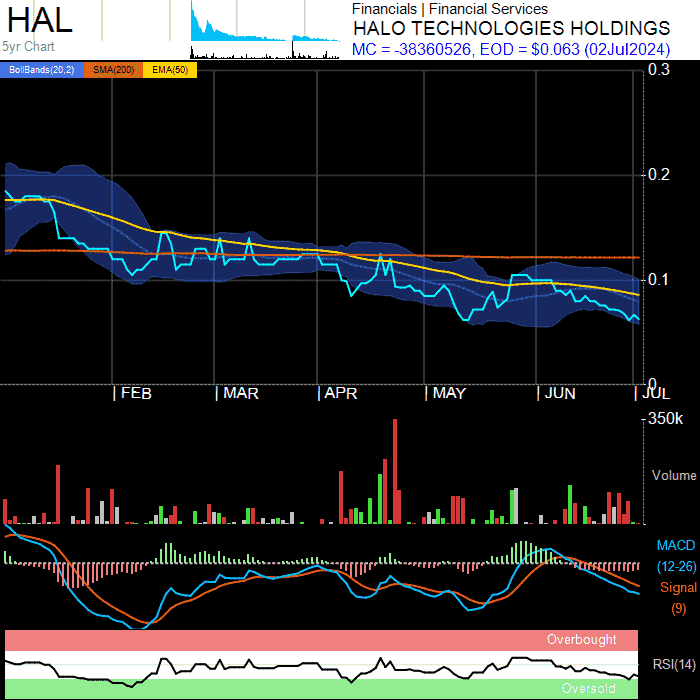 HAL
5yr Chart
Financials | Financial Services
HALO TECHNOLOGIES HOLDINGS
MC = -38360526, EOD = $0.063 (02Jul2024)
BollBands(20,2) SMA(200) EMA(50)
0.3
0.2
0.1
0
FEB MAR APR MAY JUN JUL
350k
Volume
MACD
(12-26)
Signal
(9)
Overbought
RSI(14)
Oversold